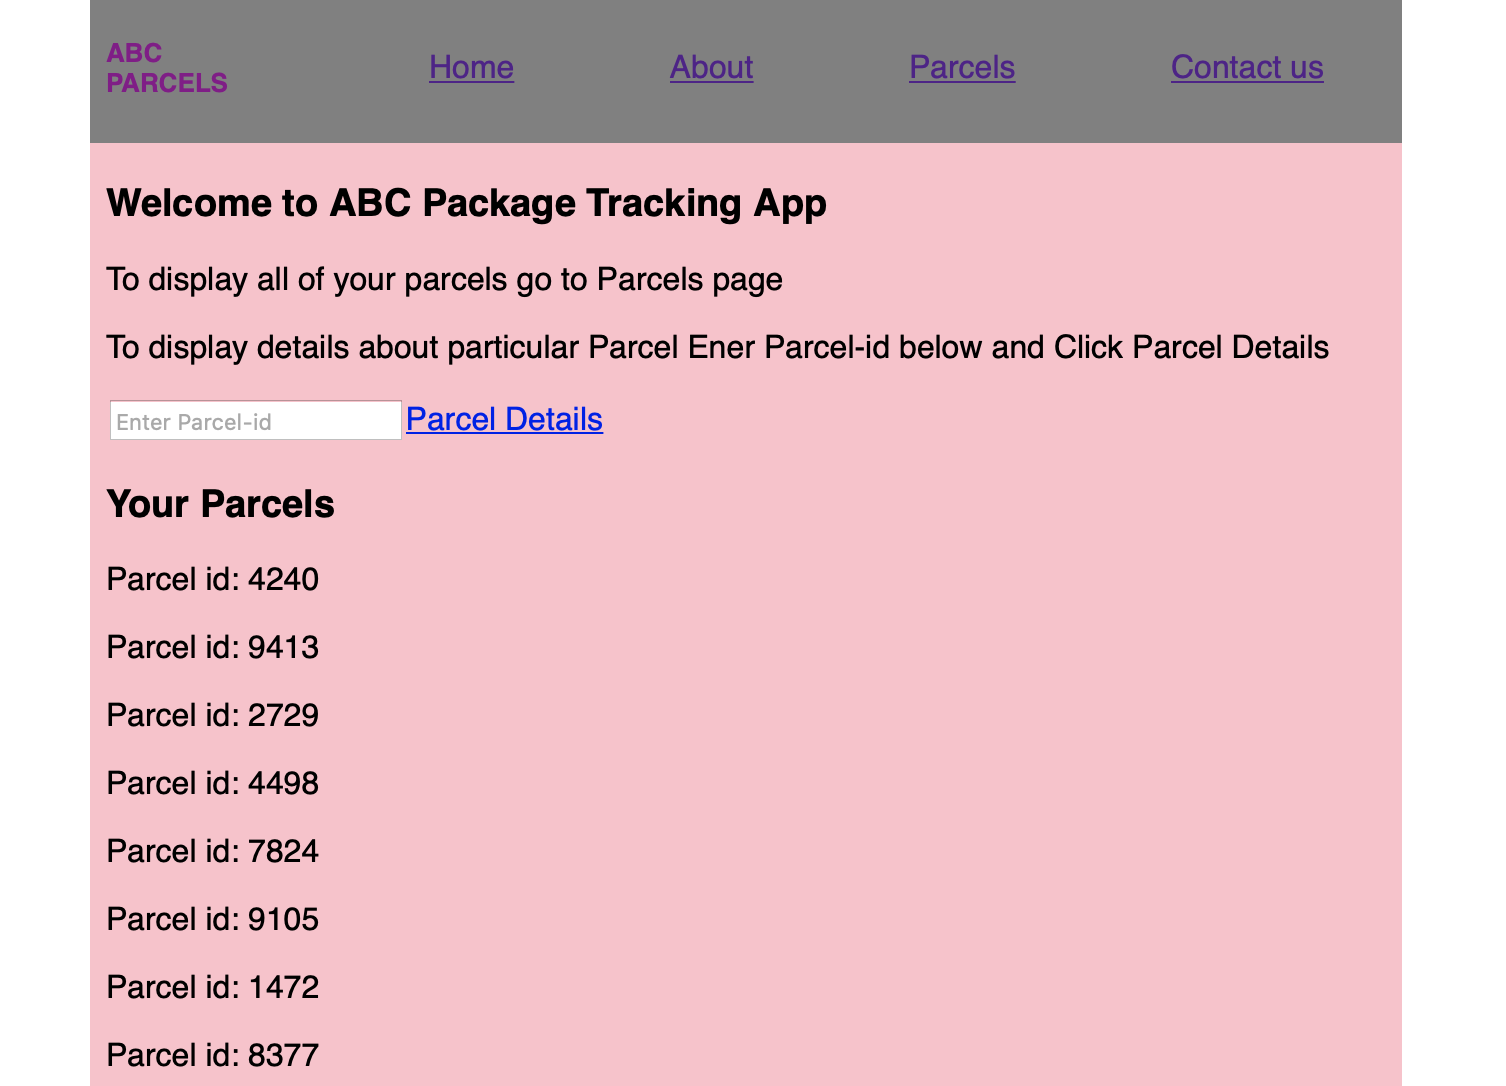 ABC
PARCELS
Home About Parcels Contact us
Welcome to ABC Package Tracking App
To display all of your parcels go to Parcels page
To display details about particular Parcel Ener Parcel-id below and Click Parcel Details
Enter Parcel-id Parcel Details
Your Parcels
Parcel id: 4240
Parcel id: 9413
Parcel id: 2729
Parcel id: 4498
Parcel id: 7824
Parcel id: 9105
Parcel id: 1472
Parcel id: 8377